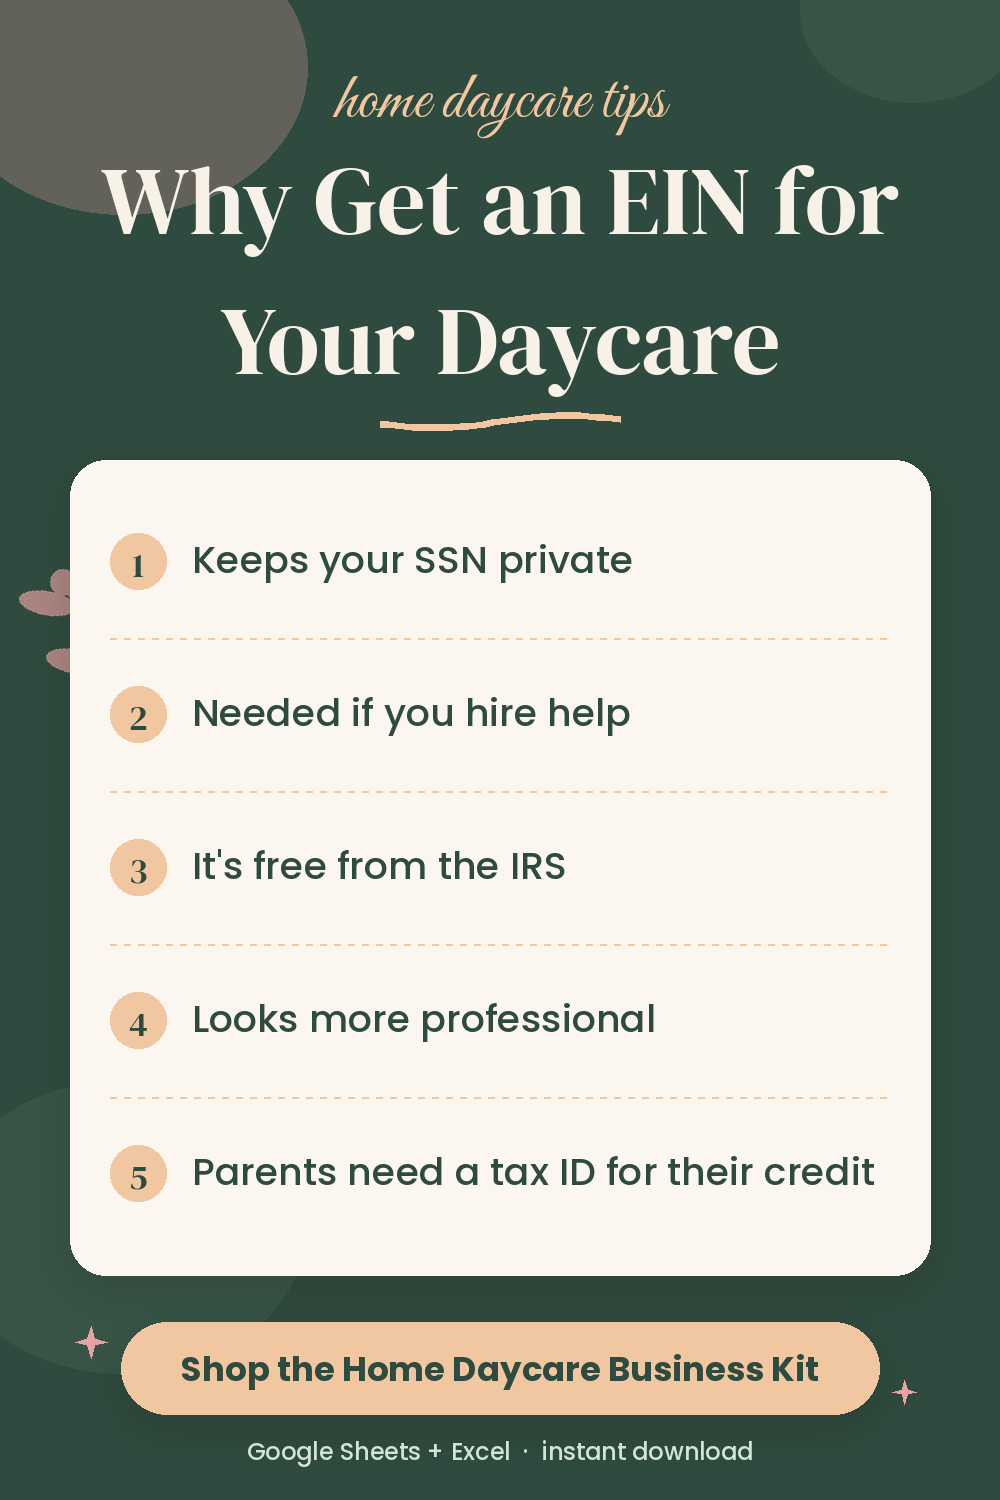 home daycare tips
Why Get an EIN for
Your Daycare
1 Keeps your SSN private
2 Needed if you hire help
3 It's free from the IRS
4 Looks more professional
5 Parents need a tax ID for their credit
Shop the Home Daycare Business Kit
Google Sheets + Excel · instant download